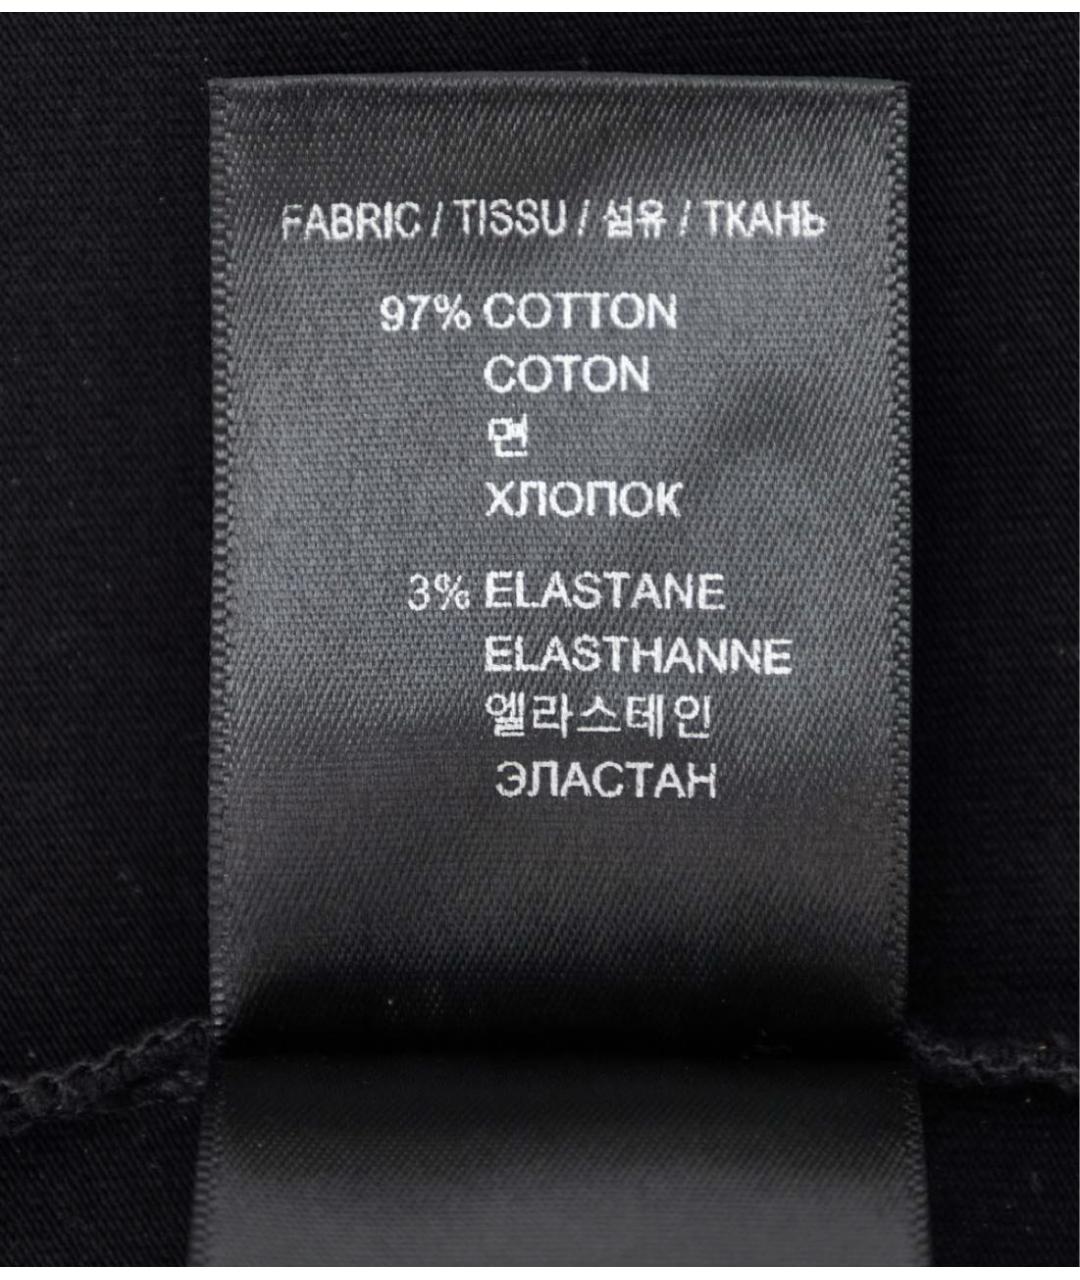 FABRIC / TISSU / 섬유 / ТКАНЬ
97% COTTON
COTON
면
ХЛОПОК
3% ELASTANE
ELASTHANNE
엘라스테인
ЭЛАСТАН